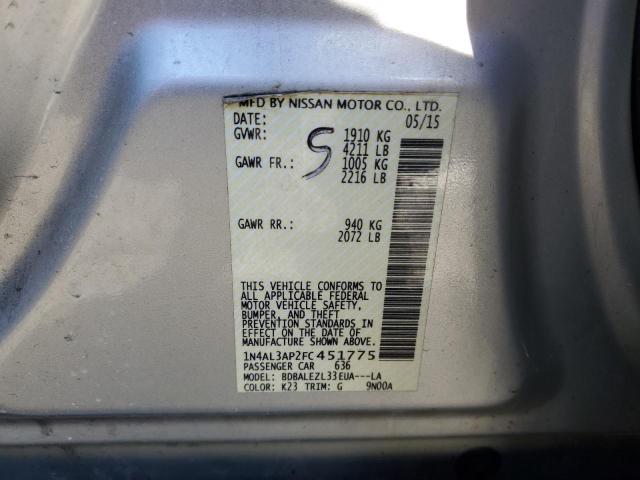 MFD BY NISSAN MOTOR CO., LTD.
DATE: 05/15
GVWR: 1910 KG
4211 LB
GAWR FR.: 1005 KG
2216 LB
S
GAWR RR.: 940 KG
2072 LB
THIS VEHICLE CONFORMS TO
ALL APPLICABLE FEDERAL
MOTOR VEHICLE SAFETY,
BUMPER, AND THEFT
PREVENTION STANDARDS IN
EFFECT ON THE DATE OF
MANUFACTURE SHOWN ABOVE.
1N4AL3AP2FC451775
PASSENGER CAR 636
MODEL: BDBALEZL33EUA---LA
COLOR: K23 TRIM: G 9N00A